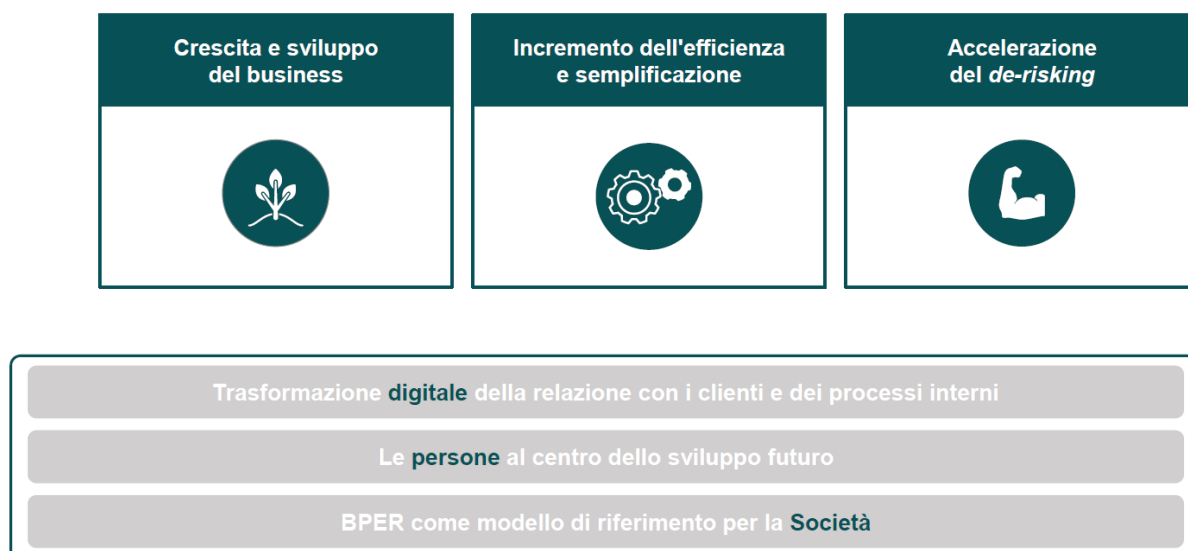 Crescita e sviluppo
del business
Incremento dell'efficienza
e semplificazione
Accelerazione
del de-risking
Trasformazione digitale della relazione con i clienti e dei processi interni
Le persone al centro dello sviluppo futuro
BPER come modello di riferimento per la Società